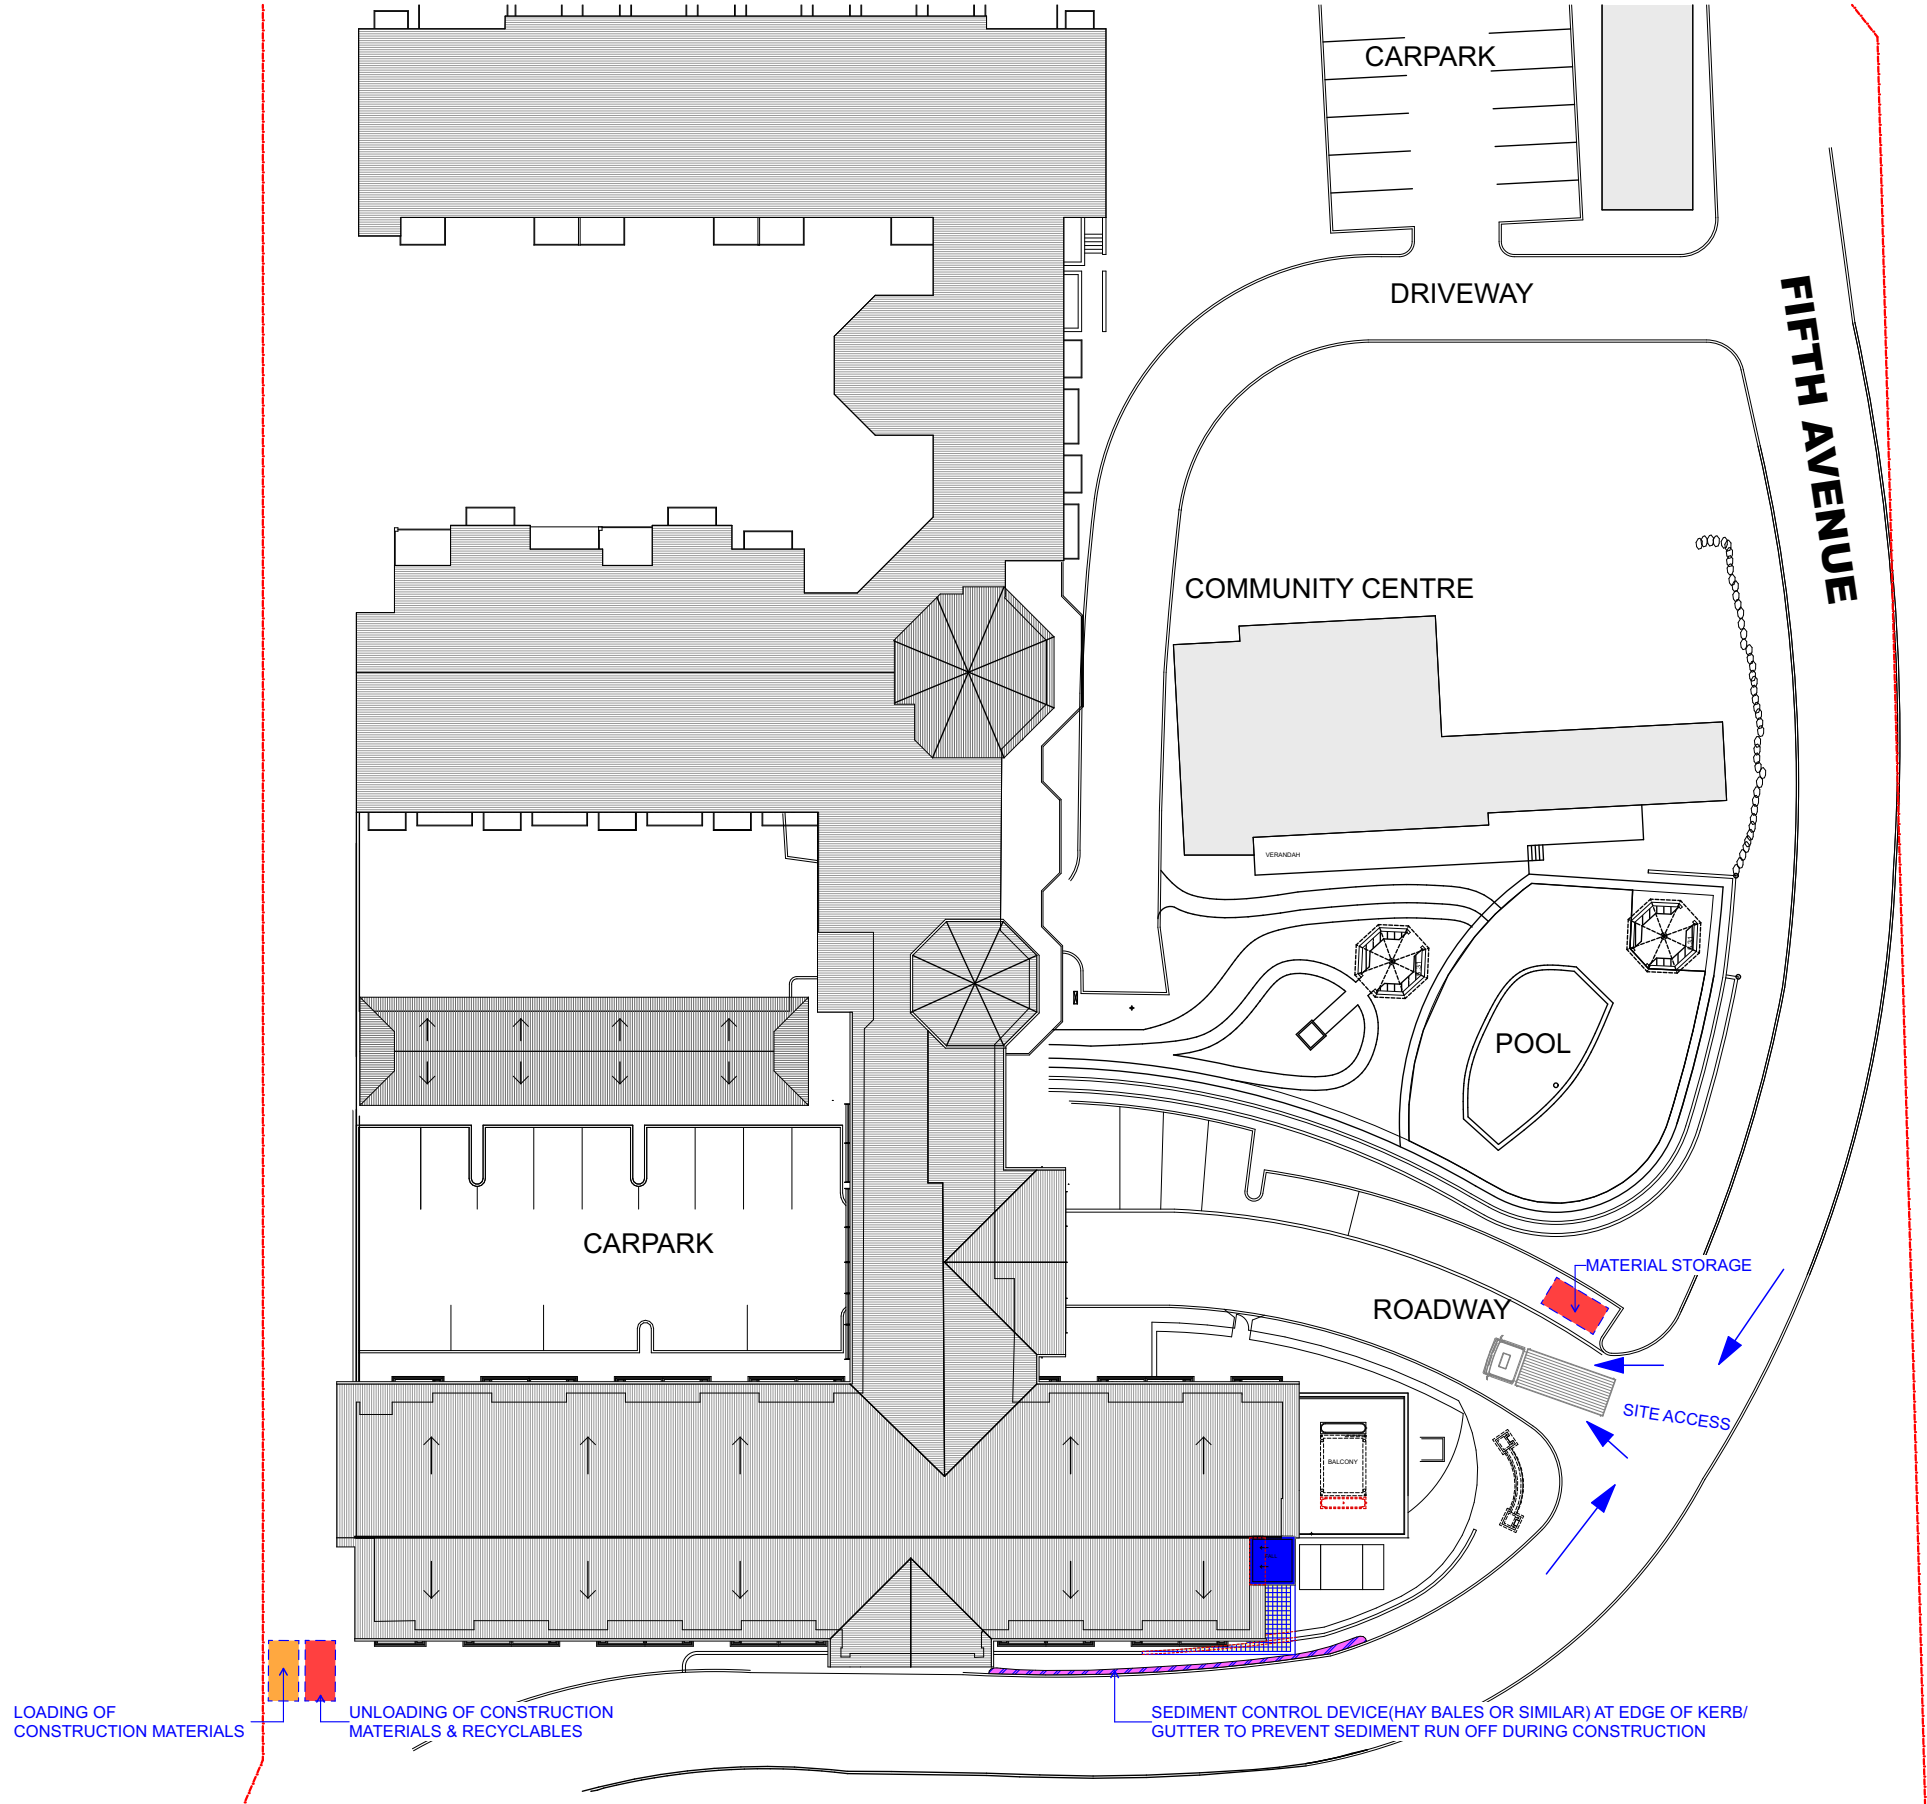 CARPARK
DRIVEWAY
FIFTH AVENUE
COMMUNITY CENTRE
VERANDAH
POOL
CARPARK
MATERIAL STORAGE
ROADWAY
SITE ACCESS
BALCONY
LOADING OF
CONSTRUCTION MATERIALS
UNLOADING OF CONSTRUCTION
MATERIALS & RECYCLABLES
SEDIMENT CONTROL DEVICE(HAY BALES OR SIMILAR) AT EDGE OF KERB/
GUTTER TO PREVENT SEDIMENT RUN OFF DURING CONSTRUCTION